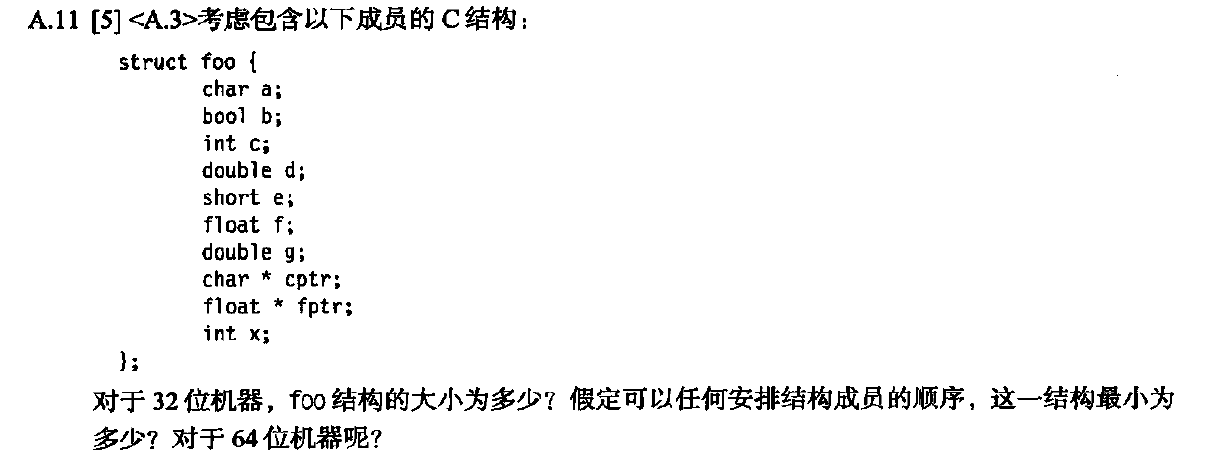 A.11 [5] <A.3>考虑包含以下成员的 C 结构：
struct foo {
char a;
bool b;
int c;
double d;
short e;
float f;
double g;
char * cptr;
float * fptr;
int x;
};
对于 32 位机器，foo 结构的大小为多少？假定可以任何安排结构成员的顺序，这一结构最小为
多少？对于 64 位机器呢？